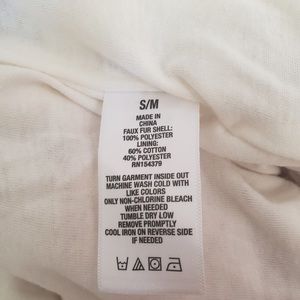 S/M
MADE IN
CHINA
FAUX FUR SHELL:
100% POLYESTER
LINING:
60% COTTON
40% POLYESTER
RN154379
TURN GARMENT INSIDE OUT
MACHINE WASH COLD WITH
LIKE COLORS
ONLY NON-CHLORINE BLEACH
WHEN NEEDED
TUMBLE DRY LOW
REMOVE PROMPTLY
COOL IRON ON REVERSE SIDE
IF NEEDED